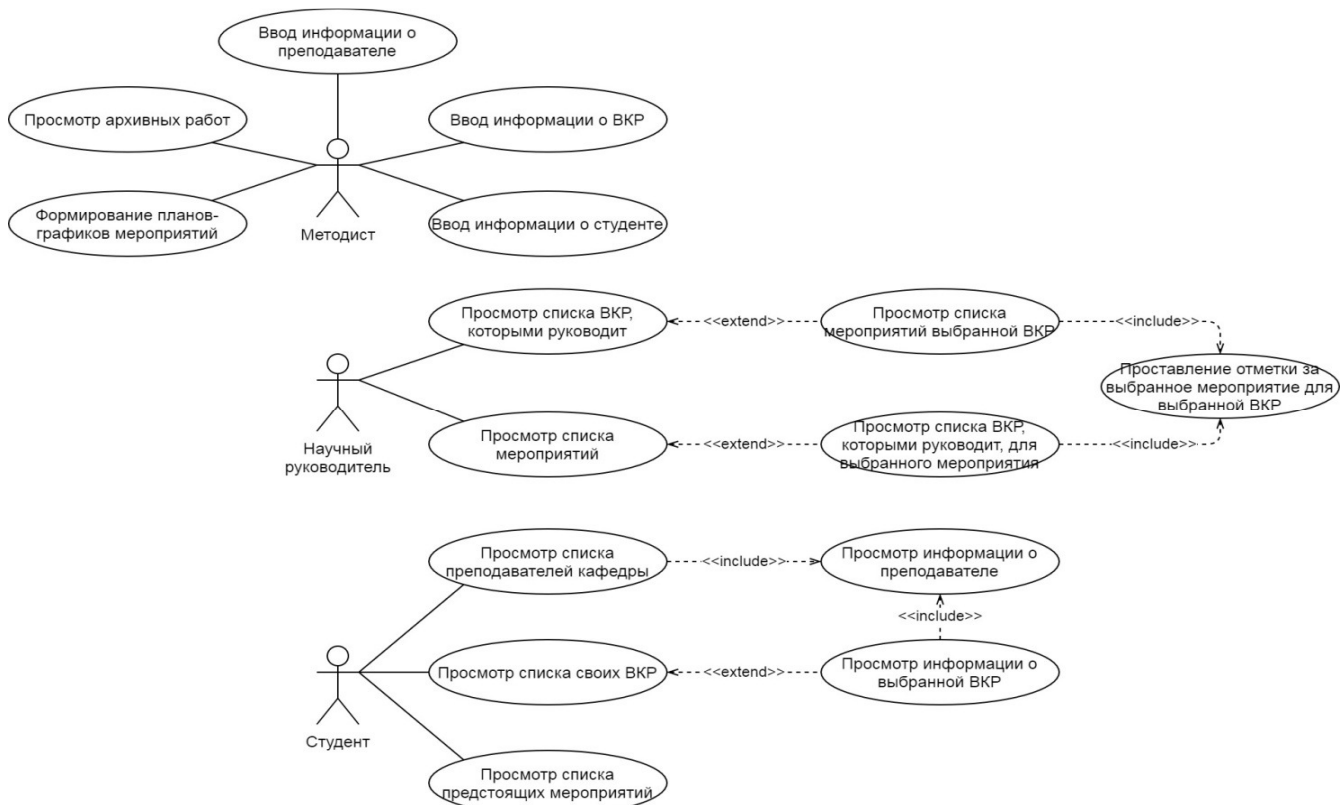 Ввод информации о
преподавателе
Просмотр архивных работ
Ввод информации о ВКР
Формирование планов-
графиков мероприятий
Ввод информации о студенте
Методист
Просмотр списка ВКР,
которыми руководит
<<extend>>
Просмотр списка
мероприятий выбранной ВКР
<<include>>
Проставление отметки за
выбранное мероприятие для
выбранной ВКР
Научный
руководитель
Просмотр списка
мероприятий
<<extend>>
Просмотр списка ВКР,
которыми руководит, для
выбранного мероприятия
<<include>>
Просмотр списка
преподавателей кафедры
<<include>>
Просмотр информации о
преподавателе
<<include>>
Просмотр списка своих ВКР
<<extend>>
Просмотр информации о
выбранной ВКР
Студент
Просмотр списка
предстоящих мероприятий